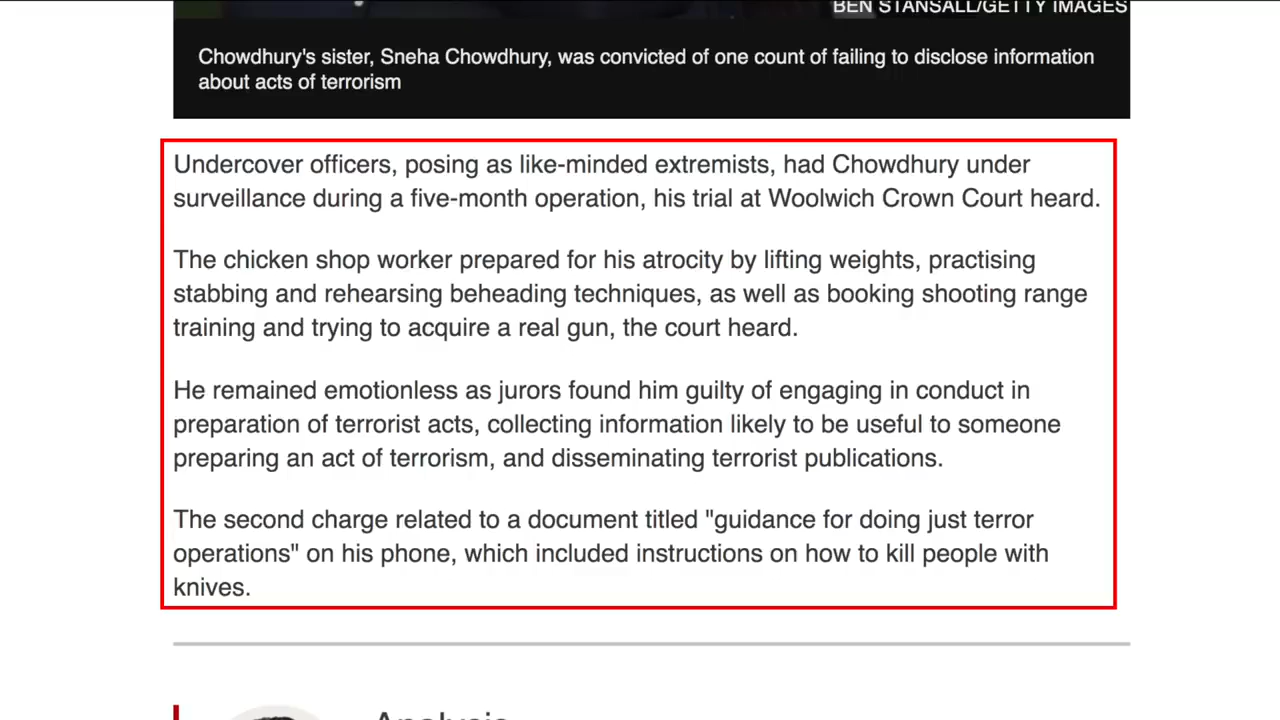 BEN STANSALL/GETTY IMAGES
Chowdhury's sister, Sneha Chowdhury, was convicted of one count of failing to disclose information
about acts of terrorism
Undercover officers, posing as like-minded extremists, had Chowdhury under
surveillance during a five-month operation, his trial at Woolwich Crown Court heard.
The chicken shop worker prepared for his atrocity by lifting weights, practising
stabbing and rehearsing beheading techniques, as well as booking shooting range
training and trying to acquire a real gun, the court heard.
He remained emotionless as jurors found him guilty of engaging in conduct in
preparation of terrorist acts, collecting information likely to be useful to someone
preparing an act of terrorism, and disseminating terrorist publications.
The second charge related to a document titled "guidance for doing just terror
operations" on his phone, which included instructions on how to kill people with
knives.
Analysis